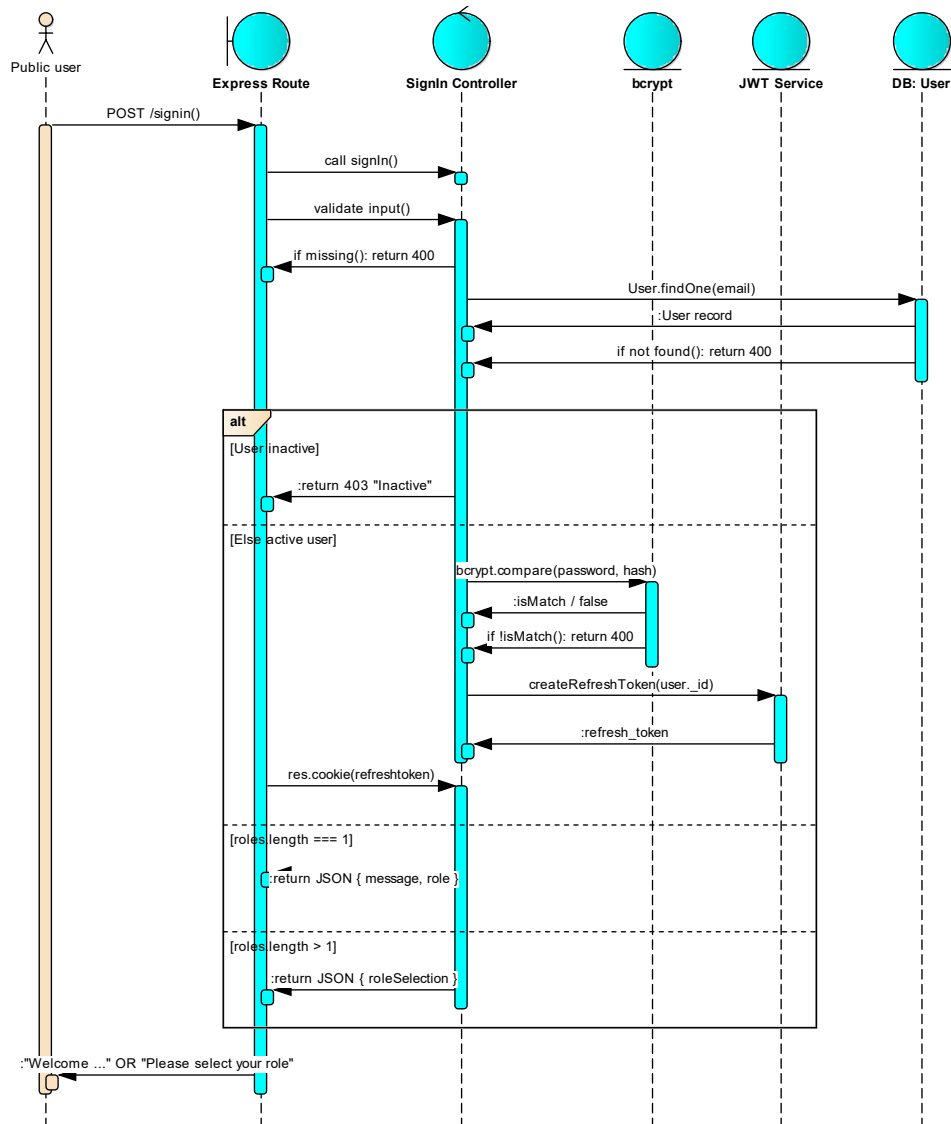 Public user
Express Route
SignIn Controller
bcrypt
JWT Service
DB: User
POST /signin()
call signIn()
validate input()
if missing(): return 400
User.findOne(email)
:User record
if not found(): return 400
alt
[User inactive]
:return 403 "Inactive"
[Else active user]
bcrypt.compare(password, hash)
:isMatch / false
if !isMatch(): return 400
createRefreshToken(user._id)
:refresh_token
res.cookie(refreshtoken)
[roles.length === 1]
:return JSON { message, role }
[roles.length > 1]
:return JSON { roleSelection }
:"Welcome ..." OR "Please select your role"